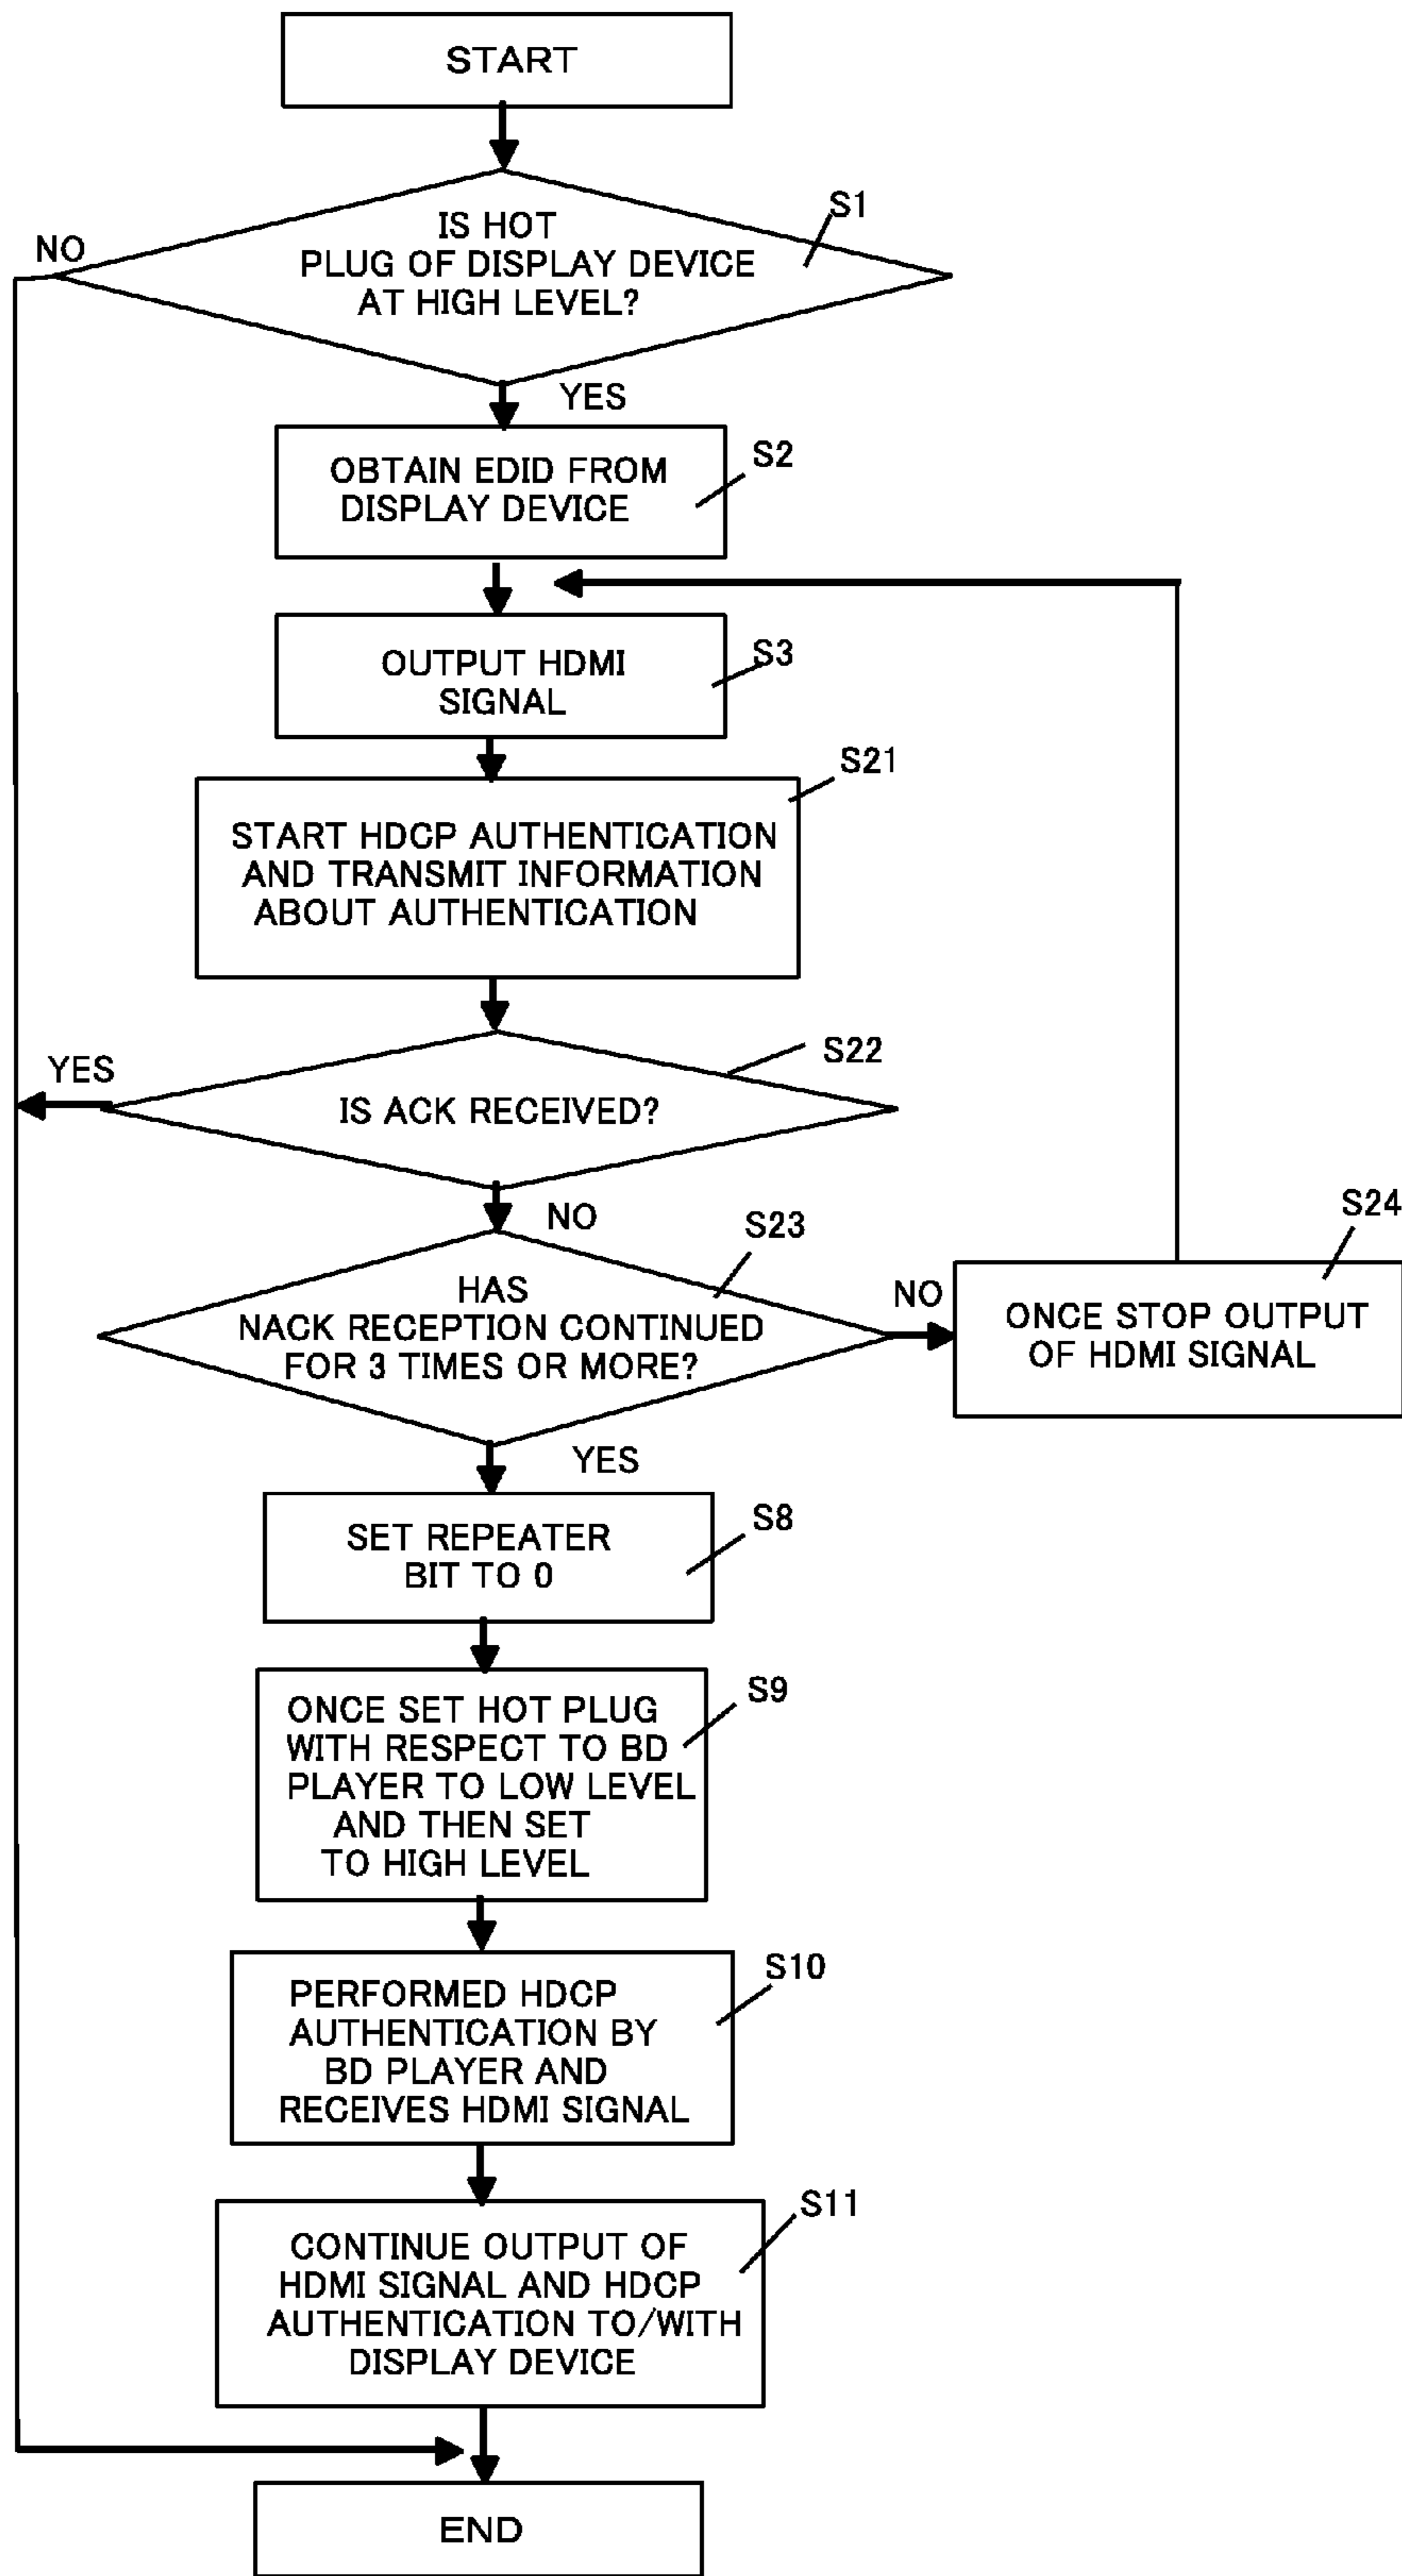 START
IS HOT
PLUG OF DISPLAY DEVICE
AT HIGH LEVEL?
S1
NO
YES
OBTAIN EDID FROM
DISPLAY DEVICE
S2
OUTPUT HDMI
SIGNAL
S3
START HDCP AUTHENTICATION
AND TRANSMIT INFORMATION
ABOUT AUTHENTICATION
S21
YES
IS ACK RECEIVED?
S22
NO
HAS
NACK RECEPTION CONTINUED
FOR 3 TIMES OR MORE?
S23
NO
ONCE STOP OUTPUT
OF HDMI SIGNAL
S24
YES
SET REPEATER
BIT TO 0
S8
ONCE SET HOT PLUG
WITH RESPECT TO BD
PLAYER TO LOW LEVEL
AND THEN SET
TO HIGH LEVEL
S9
PERFORMED HDCP
AUTHENTICATION BY
BD PLAYER AND
RECEIVES HDMI SIGNAL
S10
CONTINUE OUTPUT OF
HDMI SIGNAL AND HDCP
AUTHENTICATION TO/WITH
DISPLAY DEVICE
S11
END